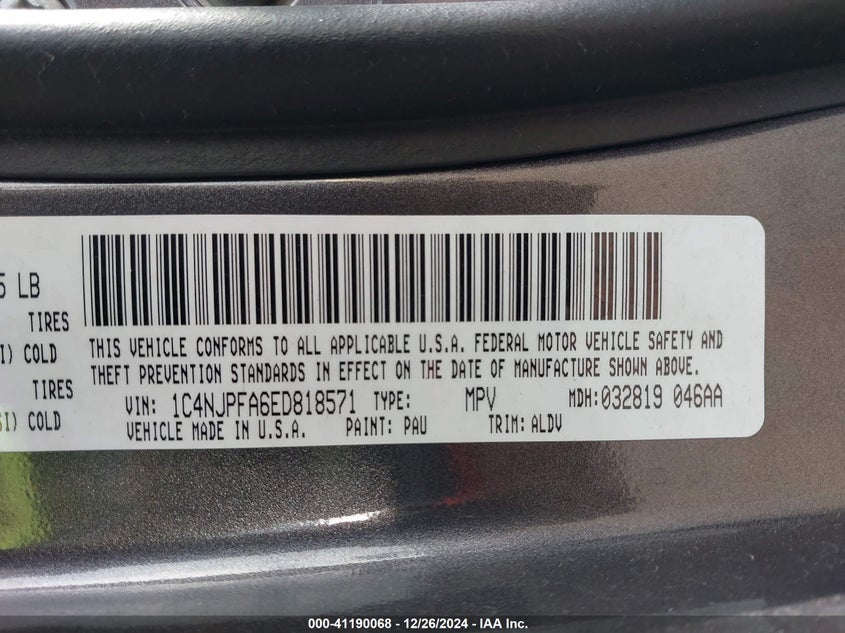 5 LB
TIRES
I) COLD
TIRES
SI) COLD
THIS VEHICLE CONFORMS TO ALL APPLICABLE U.S.A. FEDERAL MOTOR VEHICLE SAFETY AND
THEFT PREVENTION STANDARDS IN EFFECT ON THE DATE OF MANUFACTURE SHOWN ABOVE.
VIN: 1C4NJPFA6ED818571 TYPE: MPV MDH:032819 046AA
VEHICLE MADE IN U.S.A. PAINT: PAU TRIM: ALDV
000-41190068 - 12/26/2024 - IAA Inc.